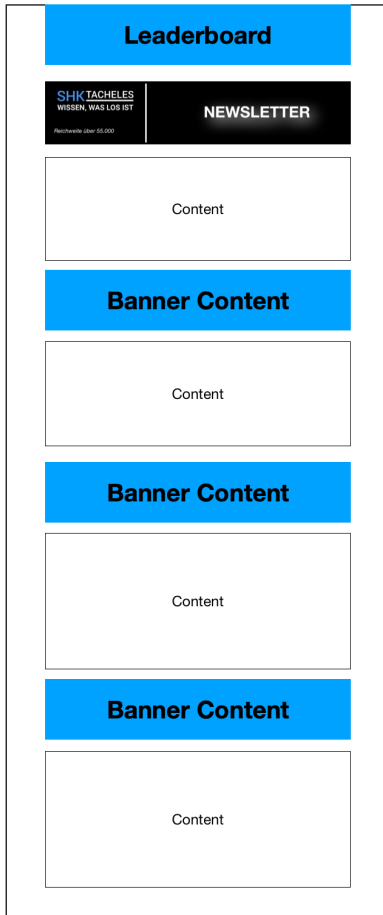 Leaderboard
SHK TACHELES
WISSEN, WAS LOS IST
Reichweite über 55.000
NEWSLETTER
Content
Banner Content
Content
Banner Content
Content
Banner Content
Content